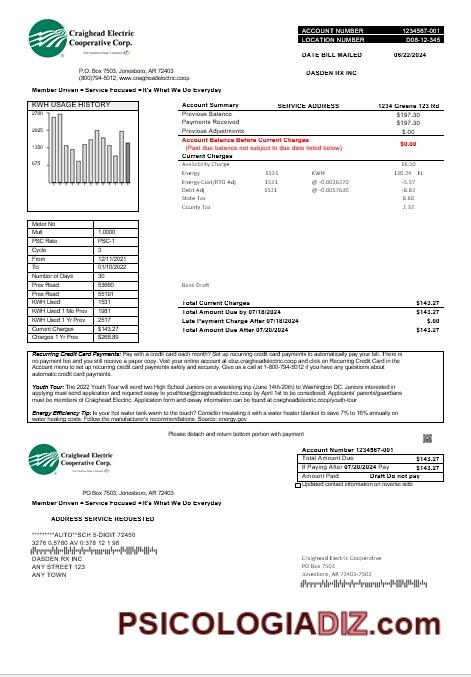 Craighead Electric
Cooperative Corp.
Your Touchstone Energy® Cooperative
P.O. Box 7503, Jonesboro, AR 72403
(800)794-5012, www.craigheadelectric.coop
Member Driven • Service Focused • It's What We Do Everyday
ACCOUNT NUMBER 1234567-001
LOCATION NUMBER D08-12-345
DATE BILL MAILED 06/22/2024
DASDEN RX INC
KWH USAGE HISTORY
2700
2025
1350
675
Account Summary SERVICE ADDRESS 1234 Greene 123 Rd
Previous Balance $197.30
Payments Received $197.30
Previous Adjustments $.00
Account Balance Before Current Charges $0.00
(Past due balance not subject to due date listed below)
Current Charges
Availability Charge 26.50
Energy 1531 KWH 120.24 EL
Energy Cost/RTG Adj 1531 @ -0.0036370 -5.57
Debt Adj 1531 @ -0.0057630 -8.82
State Tax 8.60
County Tax 2.32
Bank Draft
Total Current Charges $143.27
Total Amount Due by 07/18/2024 $143.27
Late Payment Charge After 07/18/2024 $.00
Total Amount Due After 07/20/2024 $143.27
Meter No
Mult 1.0000
PSC Rate PSC-1
Cycle 3
From 12/11/2021
To 01/10/2022
Number of Days 30
Prev Read 53660
Pres Read 55191
KWH Used 1531
KWH Used 1 Mo Prev 1981
KWH Used 1 Yr Prev 2517
Current Charges $143.27
Charges 1 Yr Prev $268.89
Recurring Credit Card Payments: Pay with a credit card each month? Set up recurring credit card payments to automatically pay your bill. There is
no payment fee and you still receive a paper copy. Visit your online account at ebiz.craigheadelectric.coop and click on Recurring Credit Card in the
Account menu to set up recurring credit card payments safely and securely. Give us a call at 1-800-794-5012 if you have any questions about
automatic credit card payments.
Youth Tour: The 2022 Youth Tour will send two High School Juniors on a weeklong trip (June 14th-20th) to Washington DC. Juniors interested in
applying must send application and required essay to youthtour@craigheadelectric.coop by April 1st to be considered. Applicants' parents/guardians
must be members of Craighead Electric. Application form and essay information can be found at craigheadelectric.coop/youth-tour
Energy Efficiency Tip: Is your hot water tank warm to the touch? Consider insulating it with a water heater blanket to save 7% to 16% annually on
water heating costs. Follow the manufacturer's recommendations. Source: energy.gov
Please detach and return bottom portion with payment
Craighead Electric
Cooperative Corp.
PO Box 7503, Jonesboro, AR 72403
Member Driven • Service Focused • It's What We Do Everyday
Account Number 1234567-001
Total Amount Due $143.27
If Paying After 07/20/2024 Pay $143.27
Amount Paid Draft Do not pay
Updated contact information on reverse side
ADDRESS SERVICE REQUESTED
*********AUTO**SCH 5-DIGIT 72450
3276 0.5780 AV 0.378 12 1 98
DASDEN RX INC
ANY STREET 123
ANY TOWN
Craighead Electric Cooperative
PO Box 7503
Jonesboro, AR 72403-7503
PSICOLOGIADIZ.com